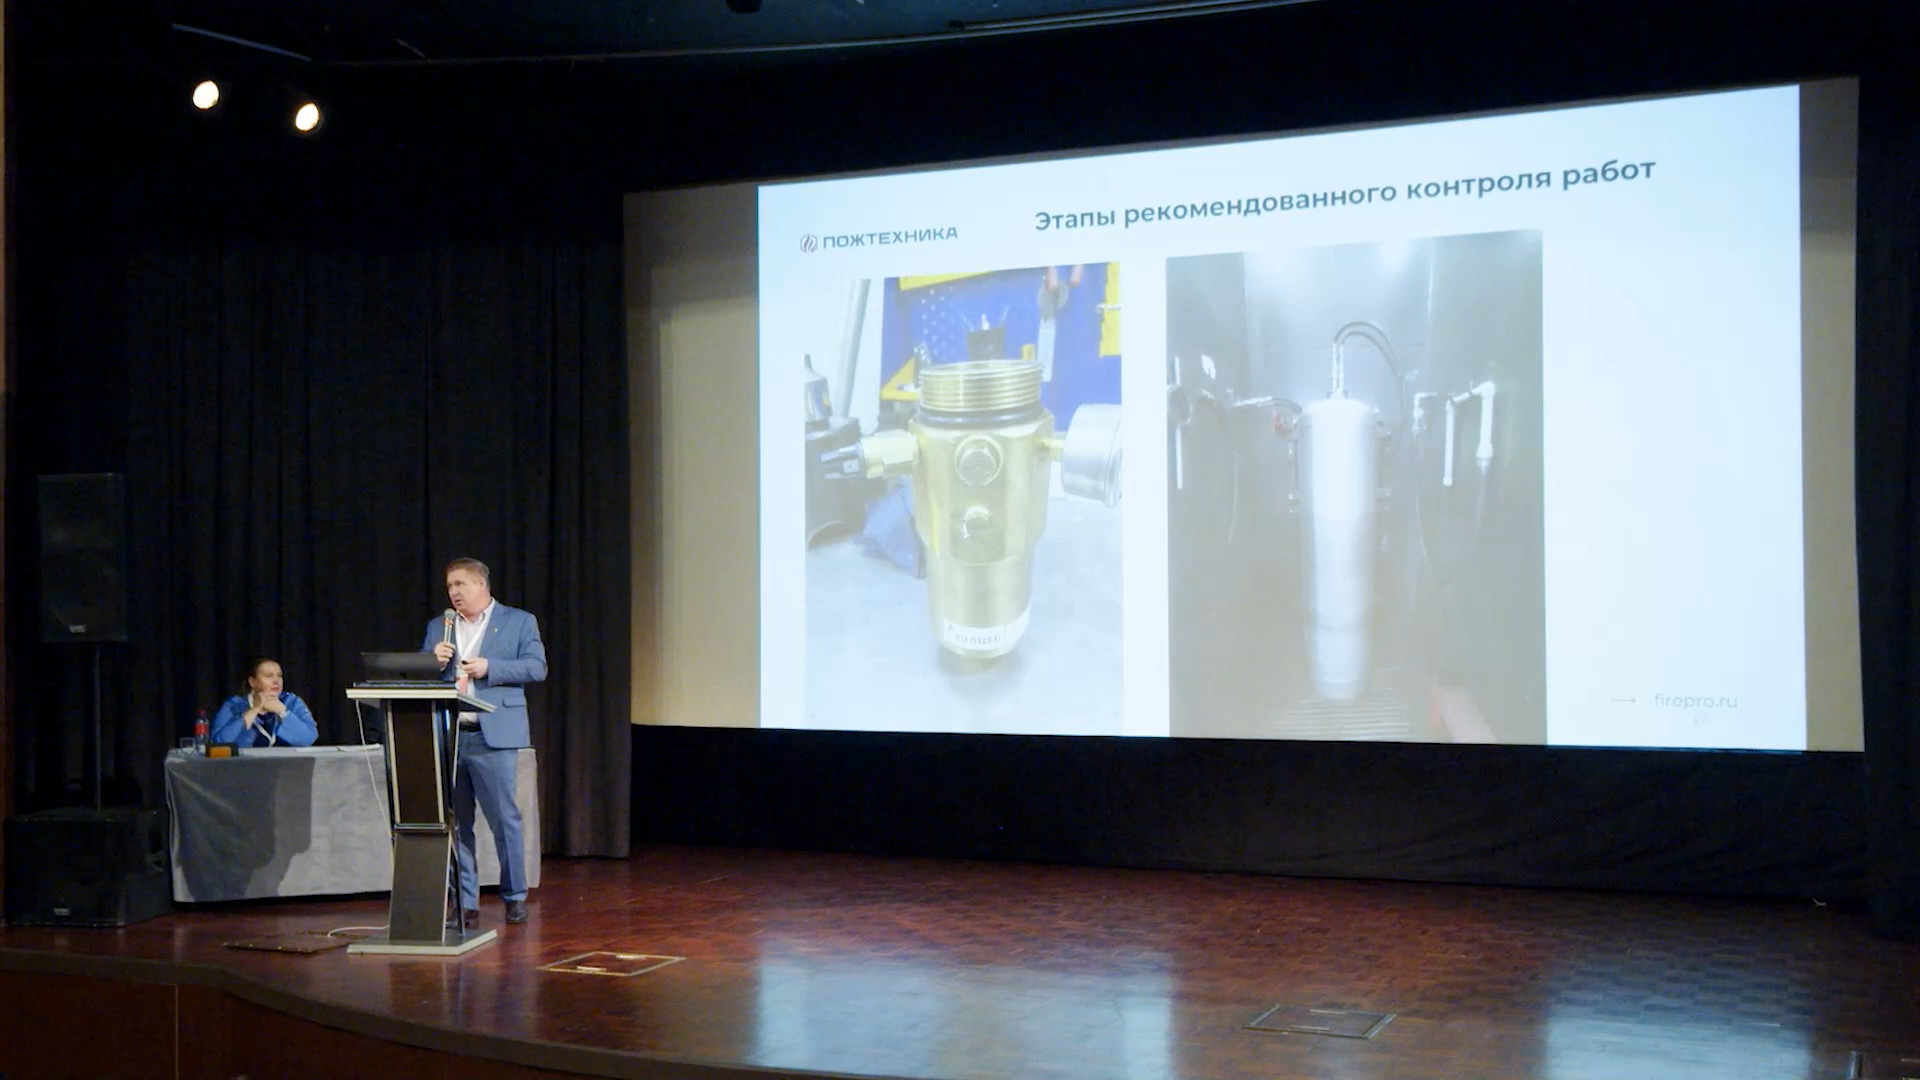 Этапы рекомендованного контроля работ
ПОЖТЕХНИКА
firepro.ru